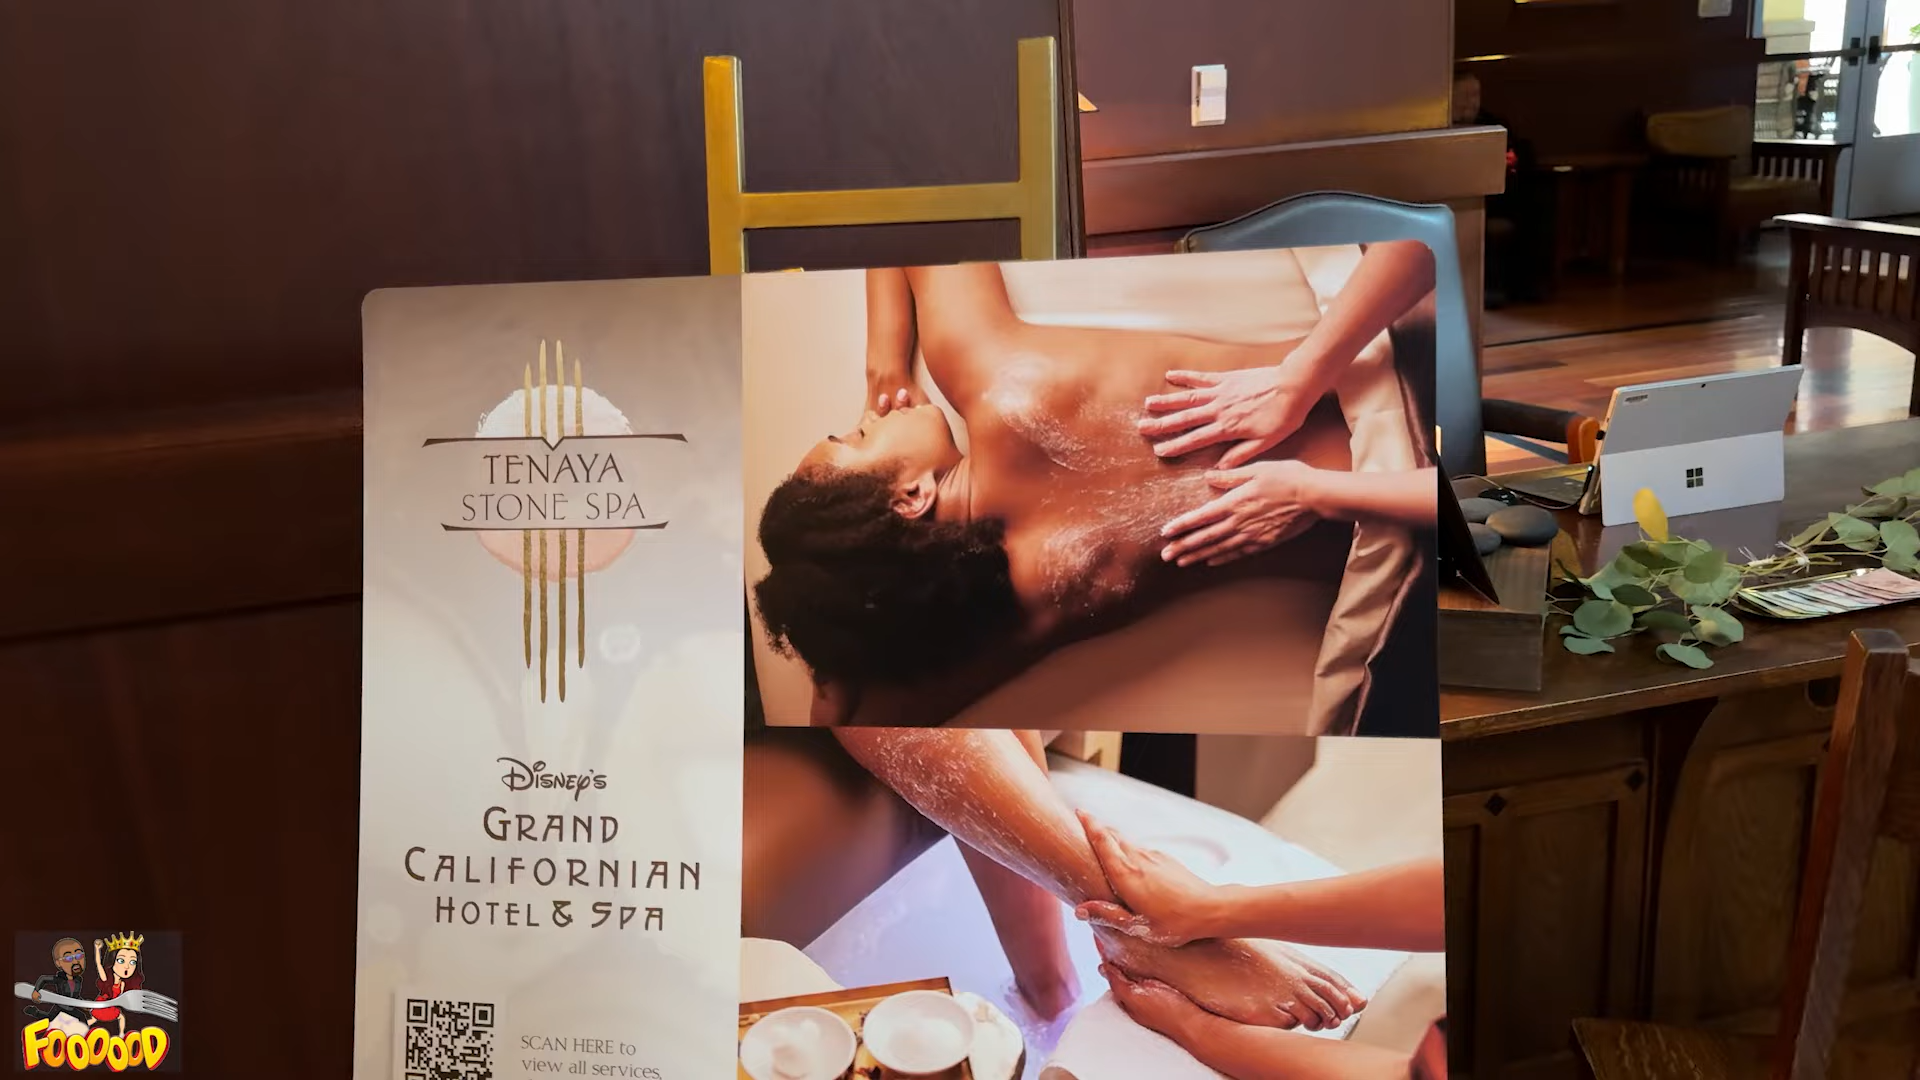 TENAYA
STONE SPA
DISNEY'S
GRAND
CALIFORNIAN
HOTEL & SPA
SCAN HERE to
view all services,
FOOOOOD